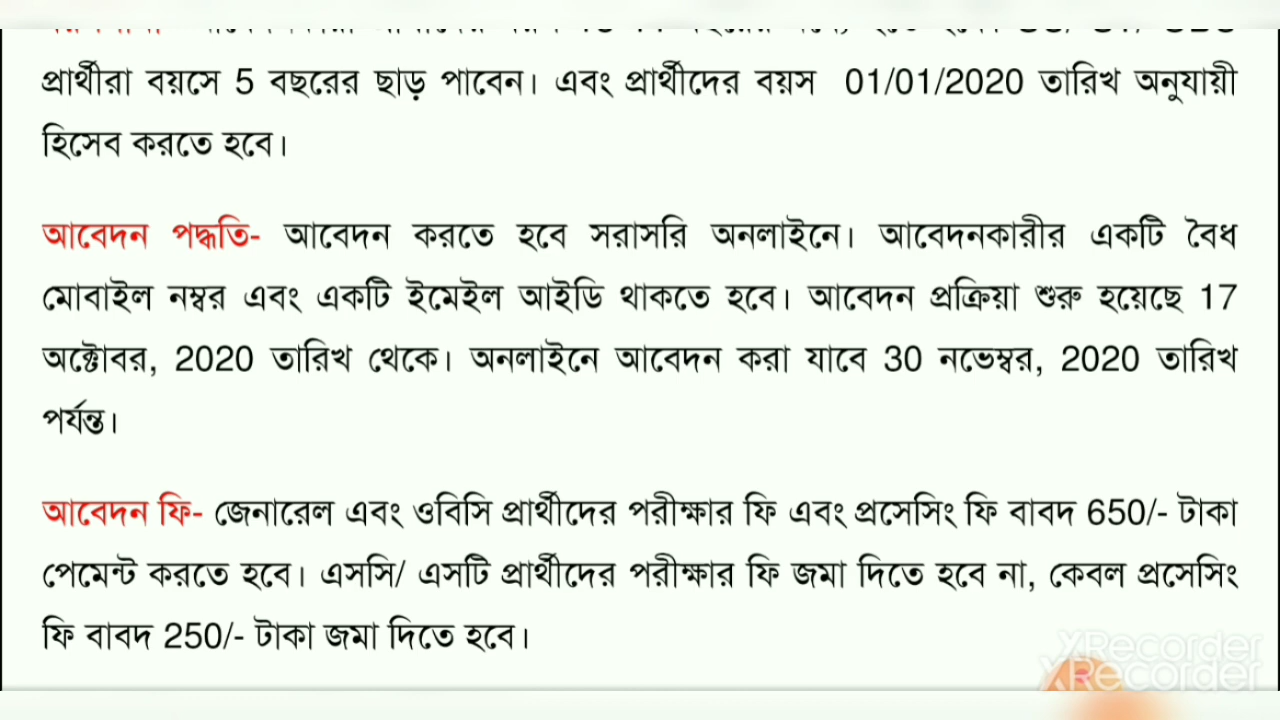 প্রার্থীরা বয়সে 5 বছরের ছাড় পাবেন। এবং প্রার্থীদের বয়স 01/01/2020 তারিখ অনুযায়ী
হিসেব করতে হবে।
আবেদন পদ্ধতি- আবেদন করতে হবে সরাসরি অনলাইনে। আবেদনকারীর একটি বৈধ
মোবাইল নম্বর এবং একটি ইমেইল আইডি থাকতে হবে। আবেদন প্রক্রিয়া শুরু হয়েছে 17
অক্টোবর, 2020 তারিখ থেকে। অনলাইনে আবেদন করা যাবে 30 নভেম্বর, 2020 তারিখ
পর্যন্ত।
আবেদন ফি- জেনারেল এবং ওবিসি প্রার্থীদের পরীক্ষার ফি এবং প্রসেসিং ফি বাবদ 650/- টাকা
পেমেন্ট করতে হবে। এসসি/ এসটি প্রার্থীদের পরীক্ষার ফি জমা দিতে হবে না, কেবল প্রসেসিং
ফি বাবদ 250/- টাকা জমা দিতে হবে।
XRecorder
XRecorder